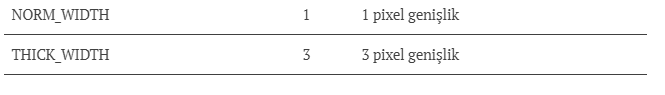 NORM_WIDTH 1 1 pixel genişlik
THICK_WIDTH 3 3 pixel genişlik